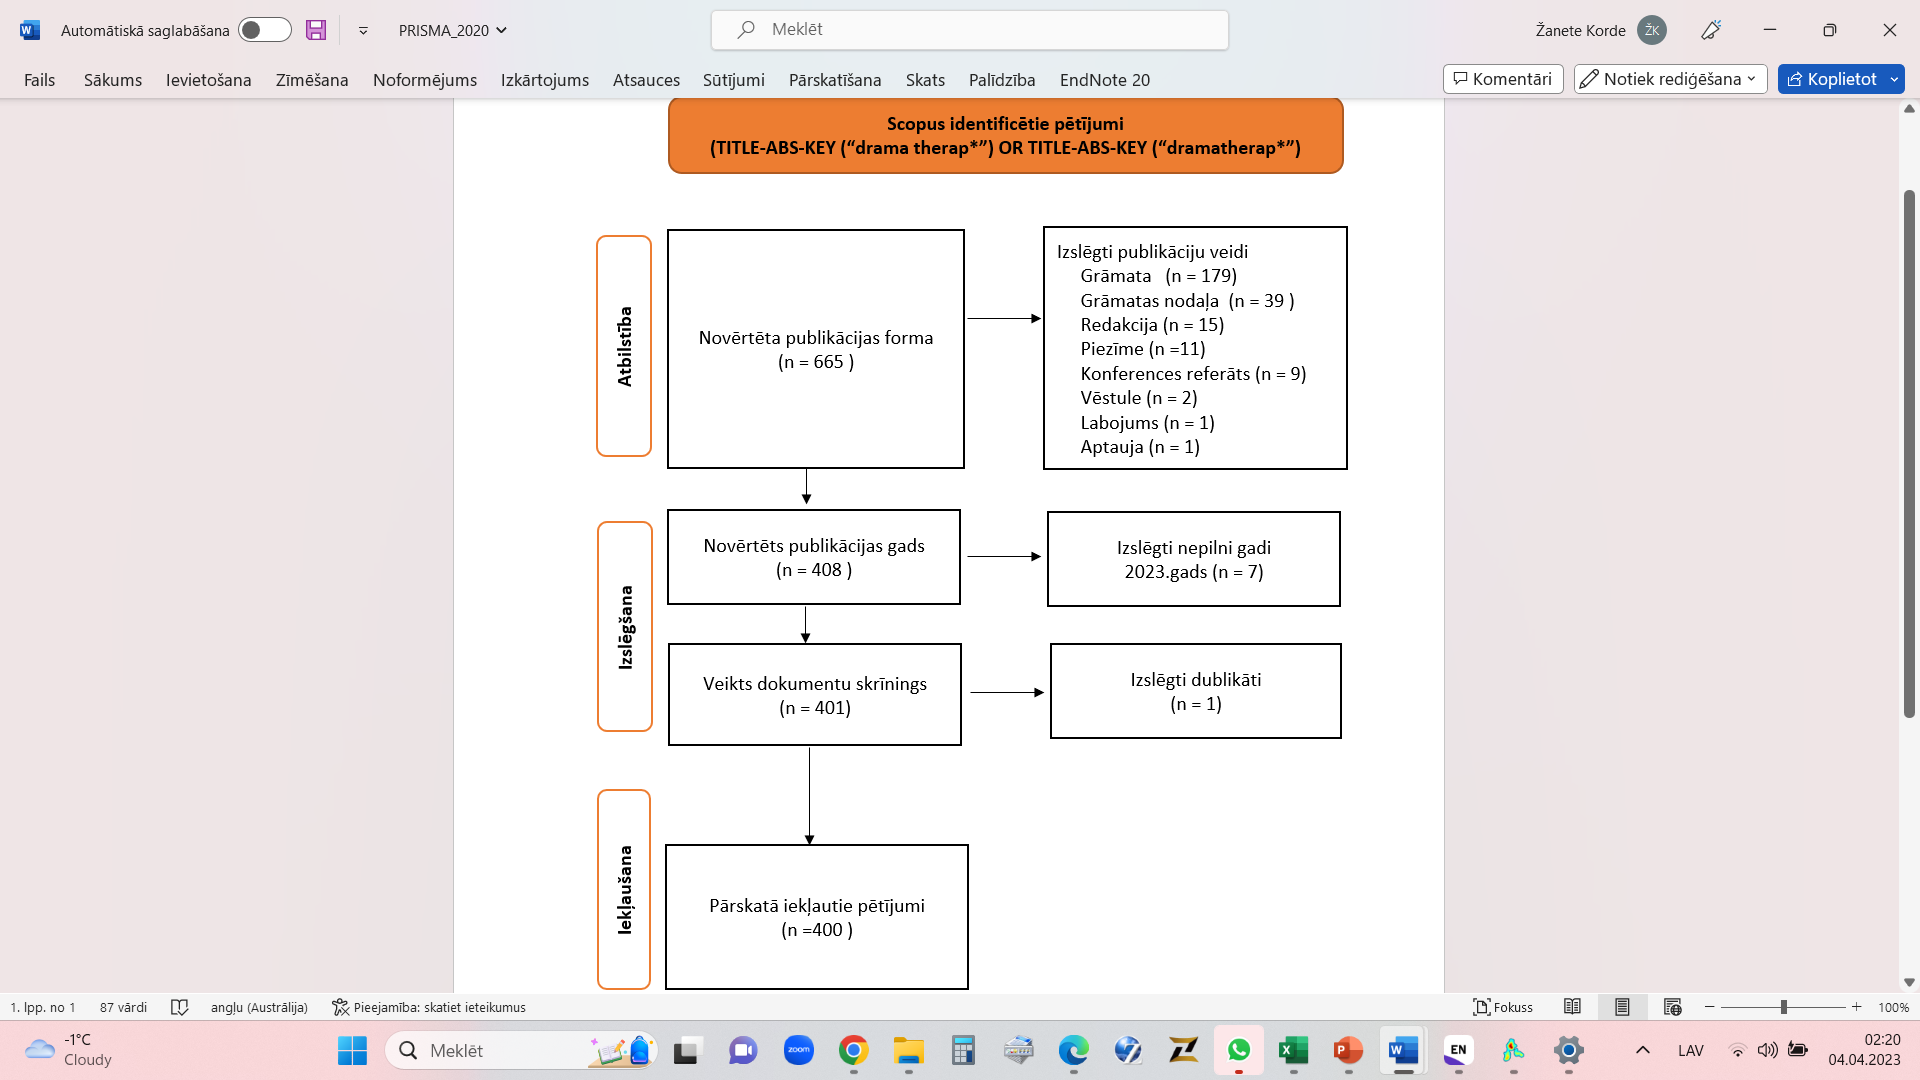 Automātiskā saglabāšana
PRISMA_2020
Meklēt
Žanete Korde
ŽK
Fails
Sākums
Ievietošana
Zīmēšana
Noformējums
Izkārtojums
Atsauces
Sūtījumi
Pārskatīšana
Skats
Palīdzība
EndNote 20
Komentāri
Notiek rediģēšana
Koplietot
Scopus identificētie pētījumi
(TITLE-ABS-KEY (“drama therap*”) OR TITLE-ABS-KEY (“dramatherap*”)
Atbilstība
Novērtēta publikācijas forma
(n = 665 )
Izslēgti publikāciju veidi
Grāmata (n = 179)
Grāmatas nodaļa (n = 39 )
Redakcija (n = 15)
Piezīme (n =11)
Konferences referāts (n = 9)
Vēstule (n = 2)
Labojums (n = 1)
Aptauja (n = 1)
Izslēgšana
Novērtēts publikācijas gads
(n = 408 )
Izslēgti nepilni gadi
2023.gads (n = 7)
Veikts dokumentu skrīnings
(n = 401)
Izslēgti dublikāti
(n = 1)
Iekļaušana
Pārskatā iekļautie pētījumi
(n =400 )
1. lpp. no 1
87 vārdi
angļu (Austrālija)
Pieejamība: skatiet ieteikumus
Fokuss
100%
-1°C
Cloudy
Meklēt
zoom
EN
LAV
02:20
04.04.2023